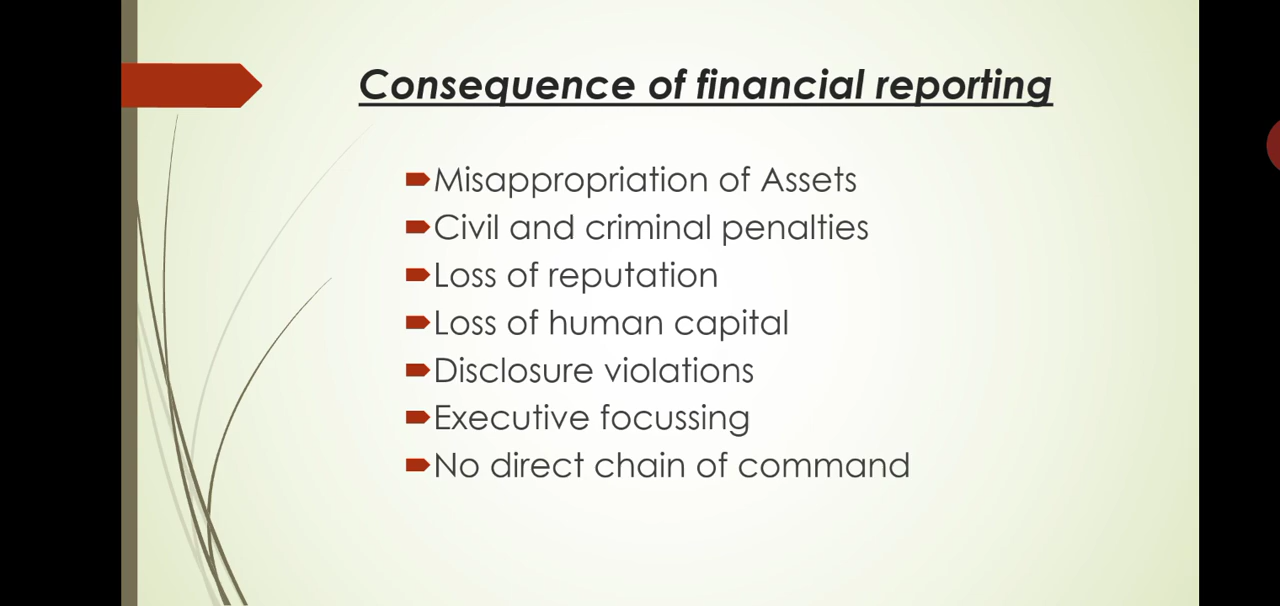 Consequence of financial reporting
Misappropriation of Assets
Civil and criminal penalties
Loss of reputation
Loss of human capital
Disclosure violations
Executive focussing
No direct chain of command